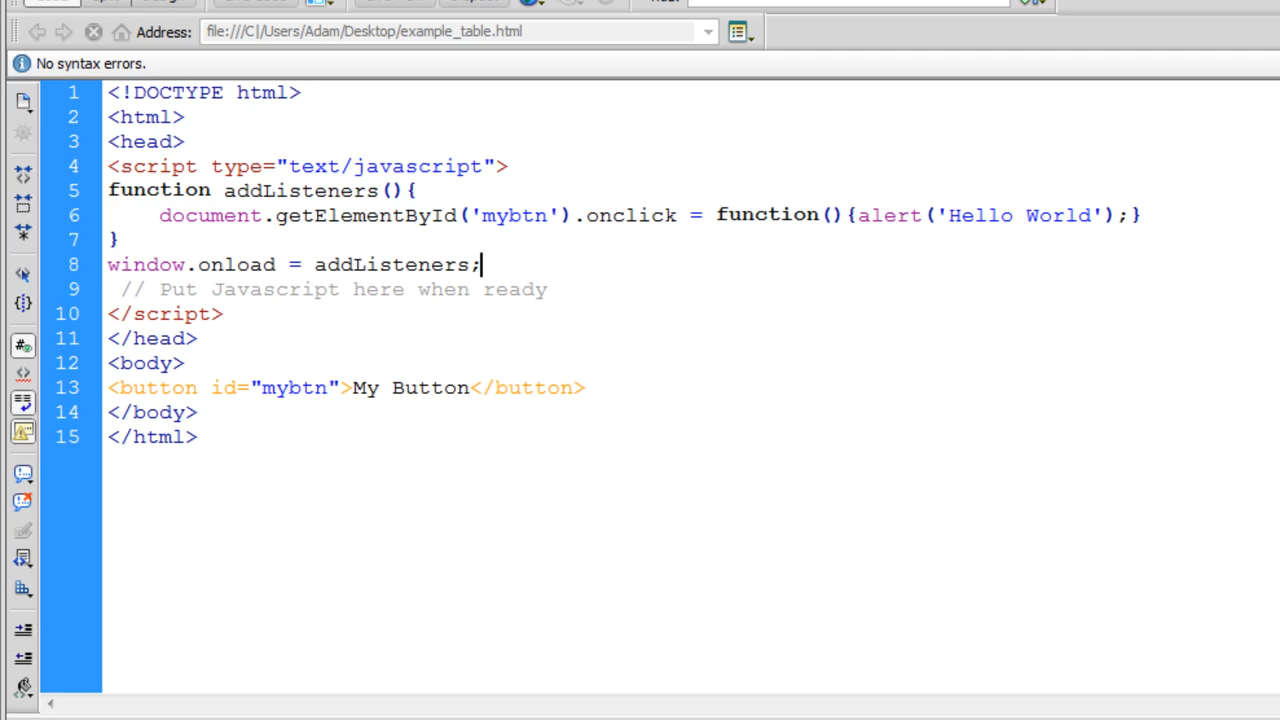 Address: file:///C|/Users/Adam/Desktop/example_table.html
No syntax errors.
1 <!DOCTYPE html>
2 <html>
3 <head>
4 <script type="text/javascript">
5 function addListeners(){
6     document.getElementById('mybtn').onclick = function(){alert('Hello World');}
7 }
8 window.onload = addListeners;
9  // Put Javascript here when ready
10 </script>
11 </head>
12 <body>
13 <button id="mybtn">My Button</button>
14 </body>
15 </html>